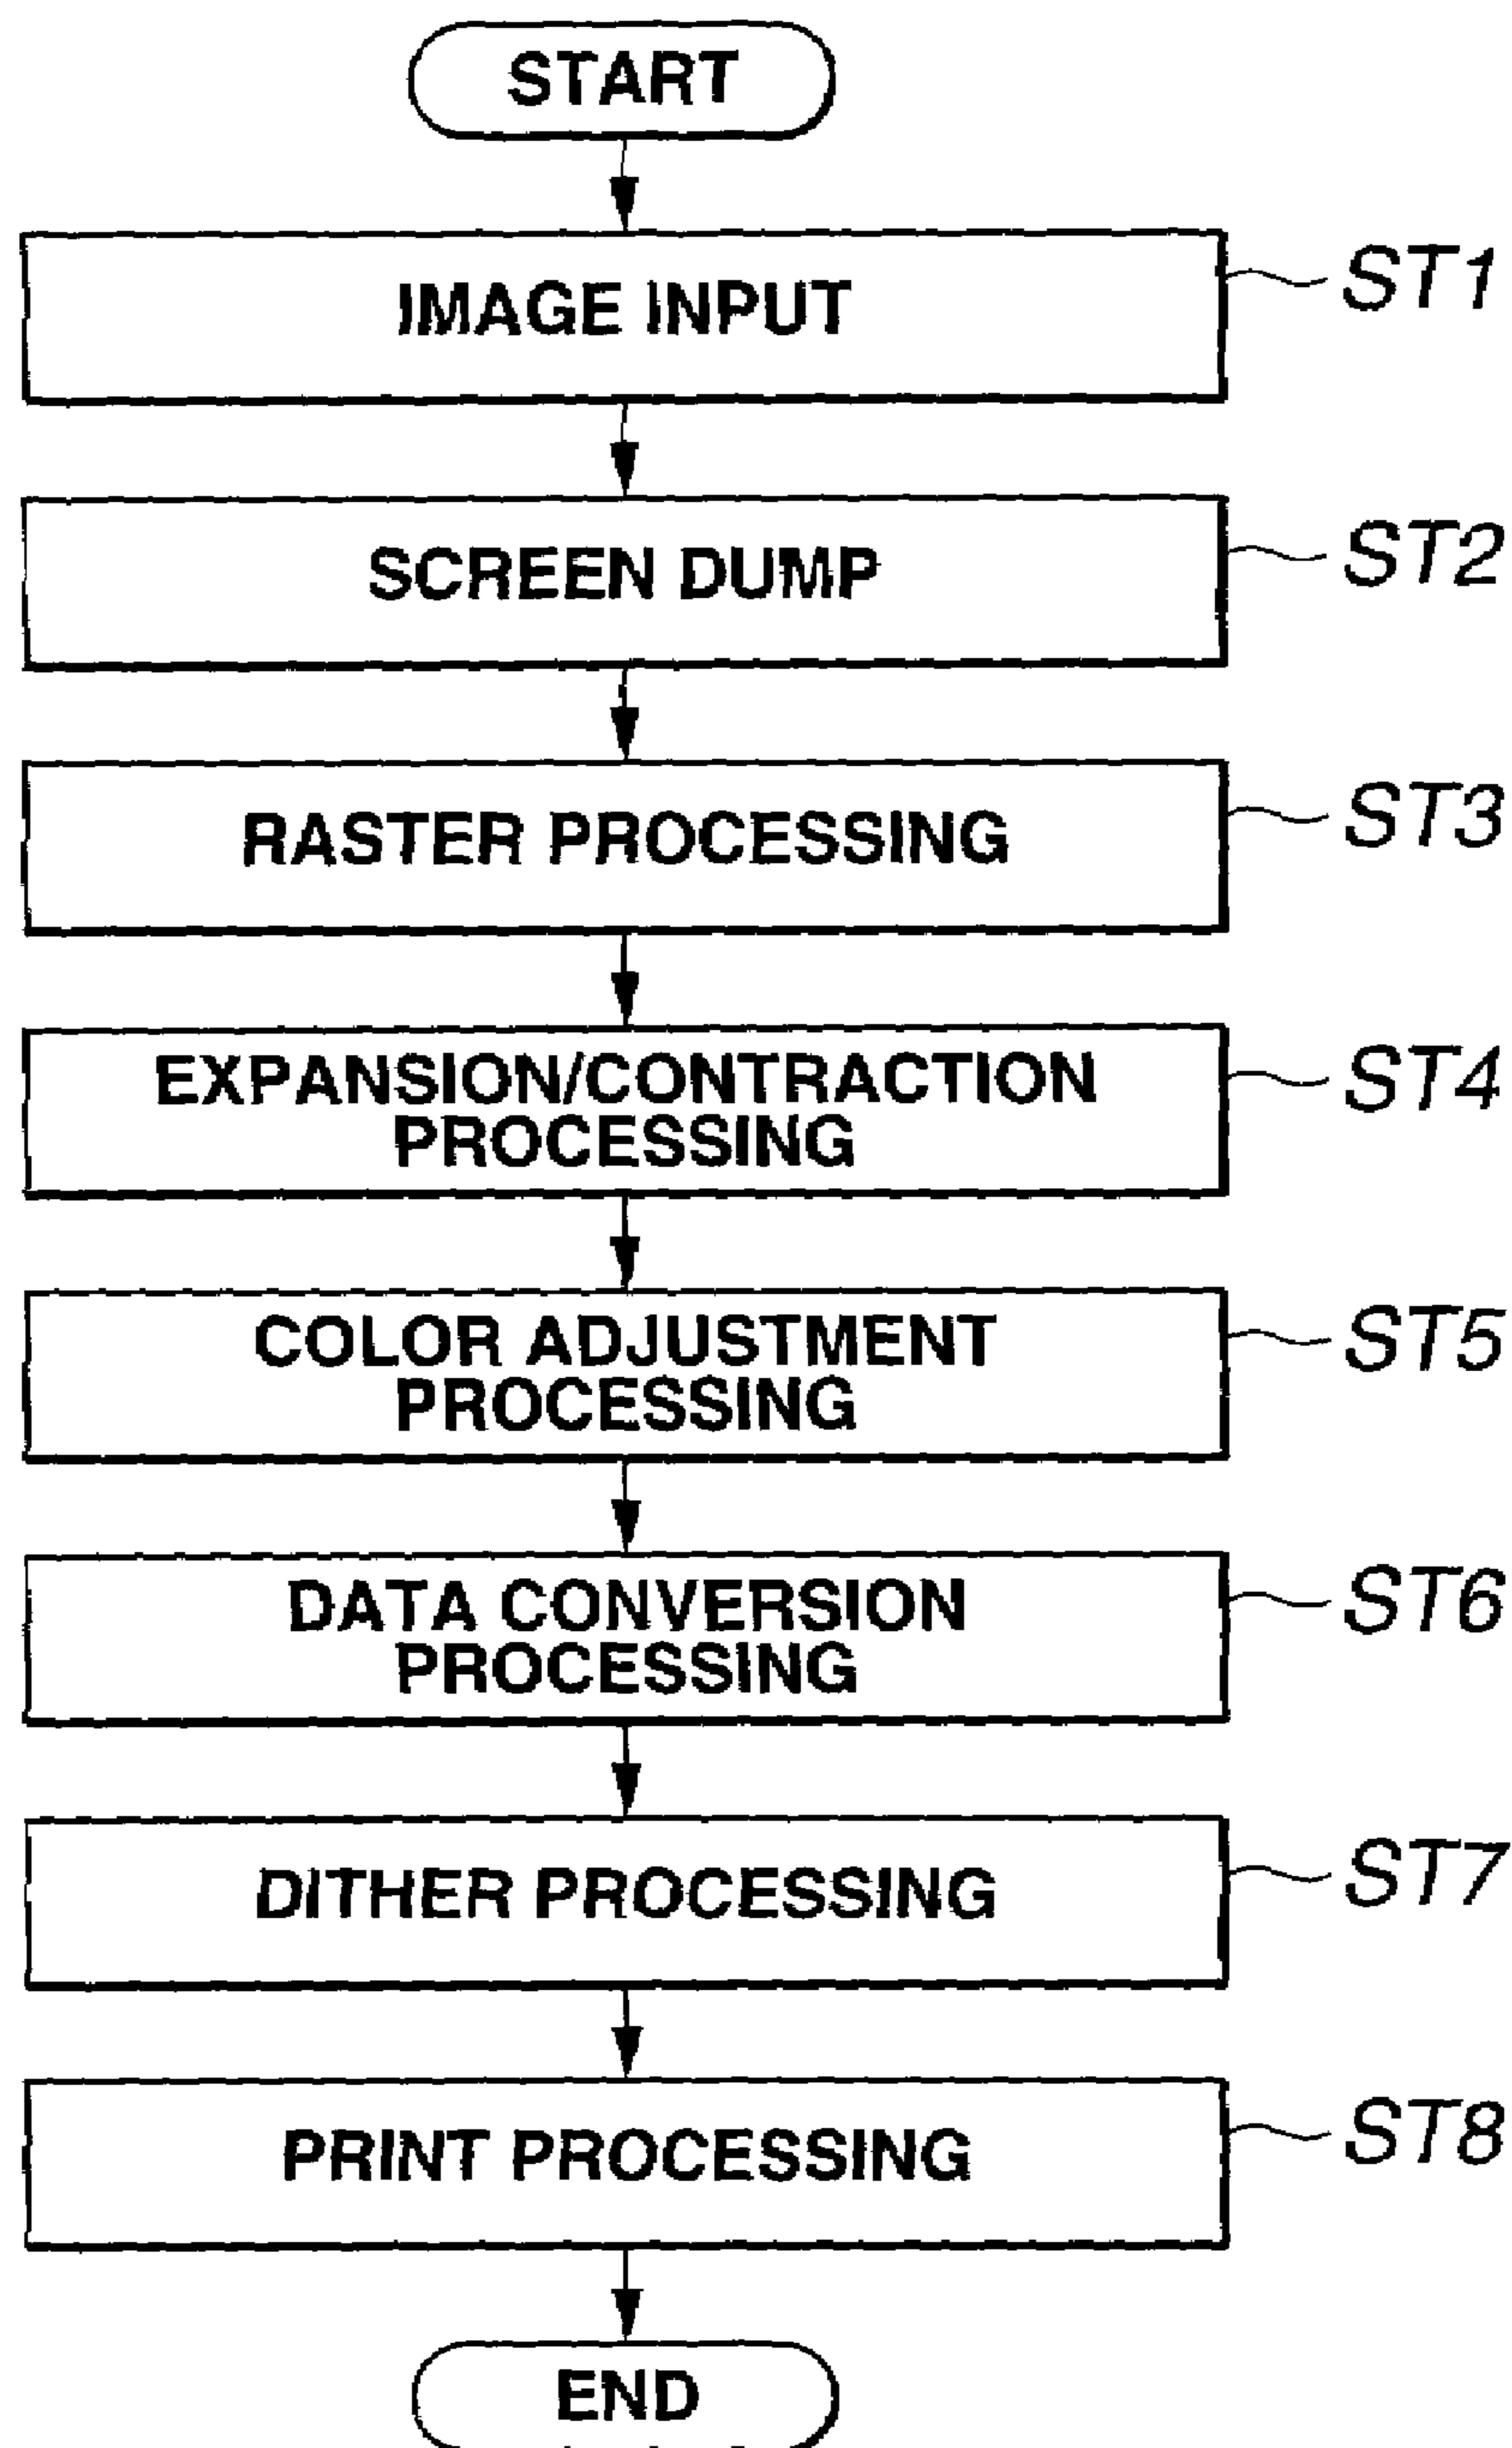 START
IMAGE INPUT
ST1
SCREEN DUMP
ST2
RASTER PROCESSING
ST3
EXPANSION/CONTRACTION
PROCESSING
ST4
COLOR ADJUSTMENT
PROCESSING
ST5
DATA CONVERSION
PROCESSING
ST6
DITHER PROCESSING
ST7
PRINT PROCESSING
ST8
END